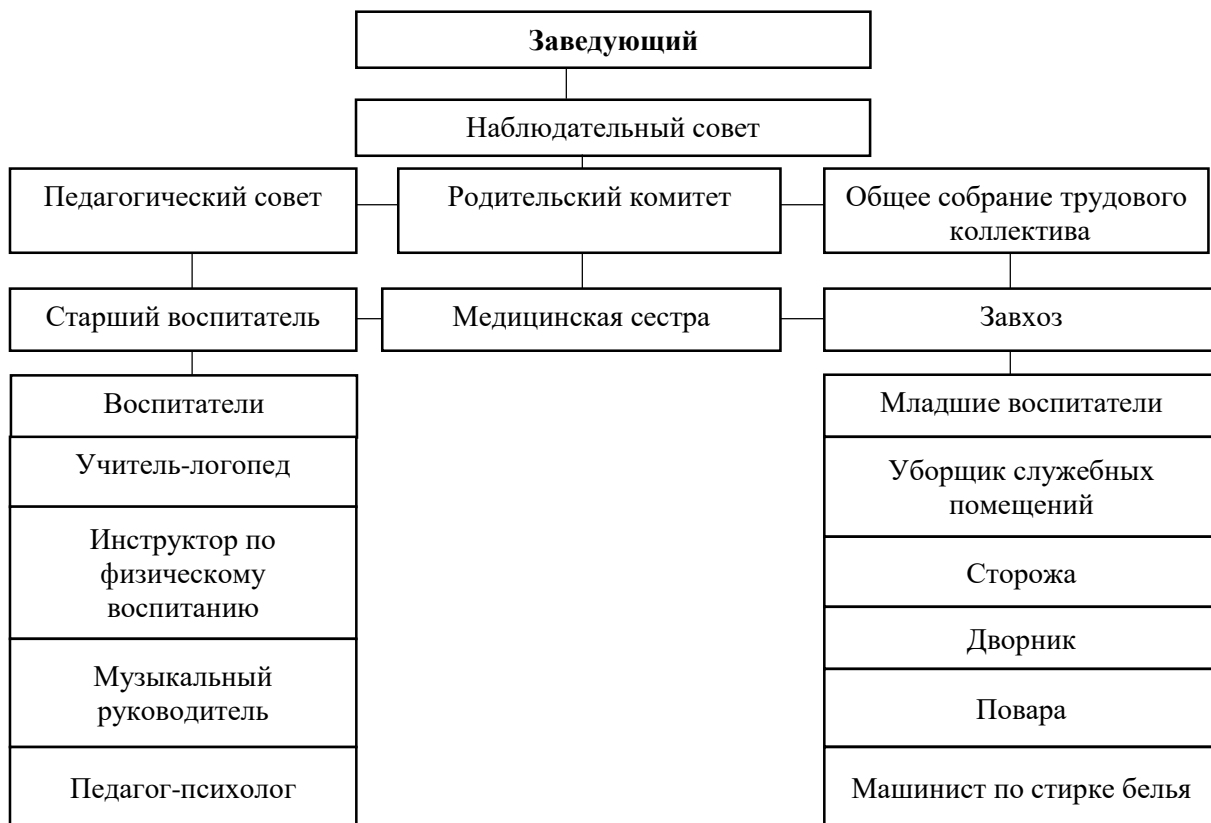 Заведующий
Наблюдательный совет
Педагогический совет
Родительский комитет
Общее собрание трудового
коллектива
Старший воспитатель
Медицинская сестра
Завхоз
Воспитатели
Младшие воспитатели
Учитель-логопед
Уборщик служебных
помещений
Инструктор по
физическому
воспитанию
Сторожа
Дворник
Музыкальный
руководитель
Повара
Педагог-психолог
Машинист по стирке белья